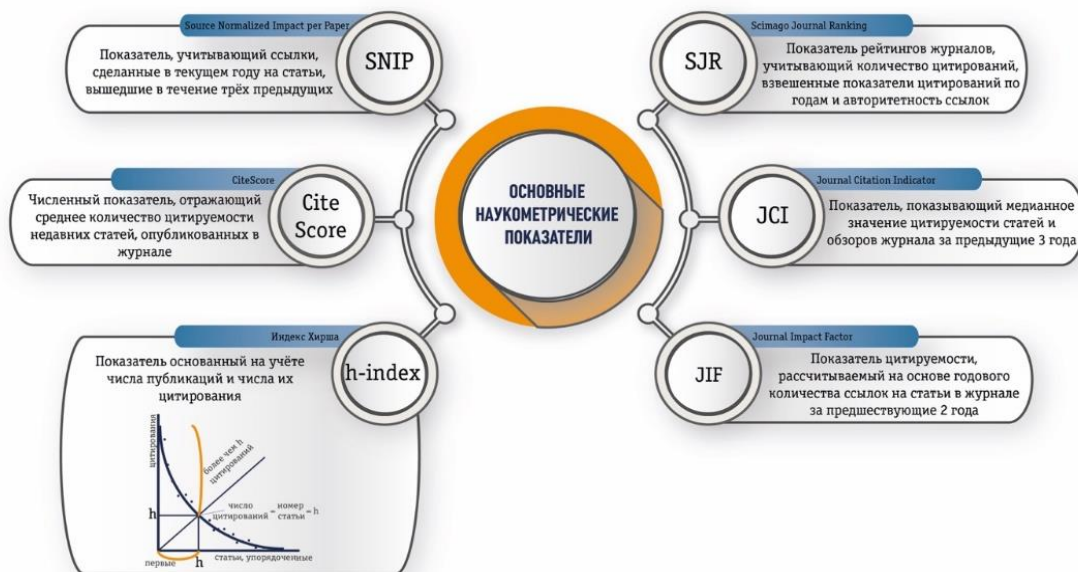 Source Normalized Impact per Paper
SNIP
Показатель, учитывающий ссылки,
сделанные в текущем году на статьи,
вышедшие в течение трёх предыдущих
CiteScore
Cite
Score
Численный показатель, отражающий
среднее количество цитируемости
недавних статей, опубликованных в
журнале
Индекс Хирша
h-index
Показатель основанный на учёте
числа публикаций и числа их
цитирования
цитирования
более чем h
цитирований
число
цитирований = номер
статьи = h
h
h
первые
статьи, упорядоченные
ОСНОВНЫЕ
НАУКОМЕТРИЧЕСКИЕ
ПОКАЗАТЕЛИ
Scimago Journal Ranking
SJR
Показатель рейтингов журналов,
учитывающий количество цитирований,
взвешенные показатели цитирований по
годам и авторитетность ссылок
Journal Citation Indicator
JCI
Показатель, показывающий медианное
значение цитируемости статей и
обзоров журнала за предыдущие 3 года
Journal Impact Factor
JIF
Показатель цитируемости,
рассчитываемый на основе годового
количества ссылок на статьи в журнале
за предшествующие 2 года